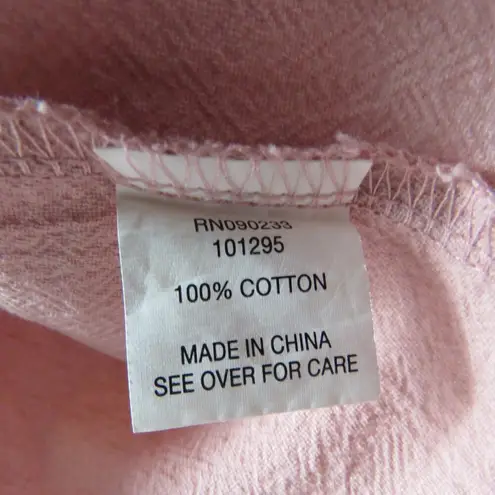 RN090233
101295
100% COTTON
MADE IN CHINA
SEE OVER FOR CARE